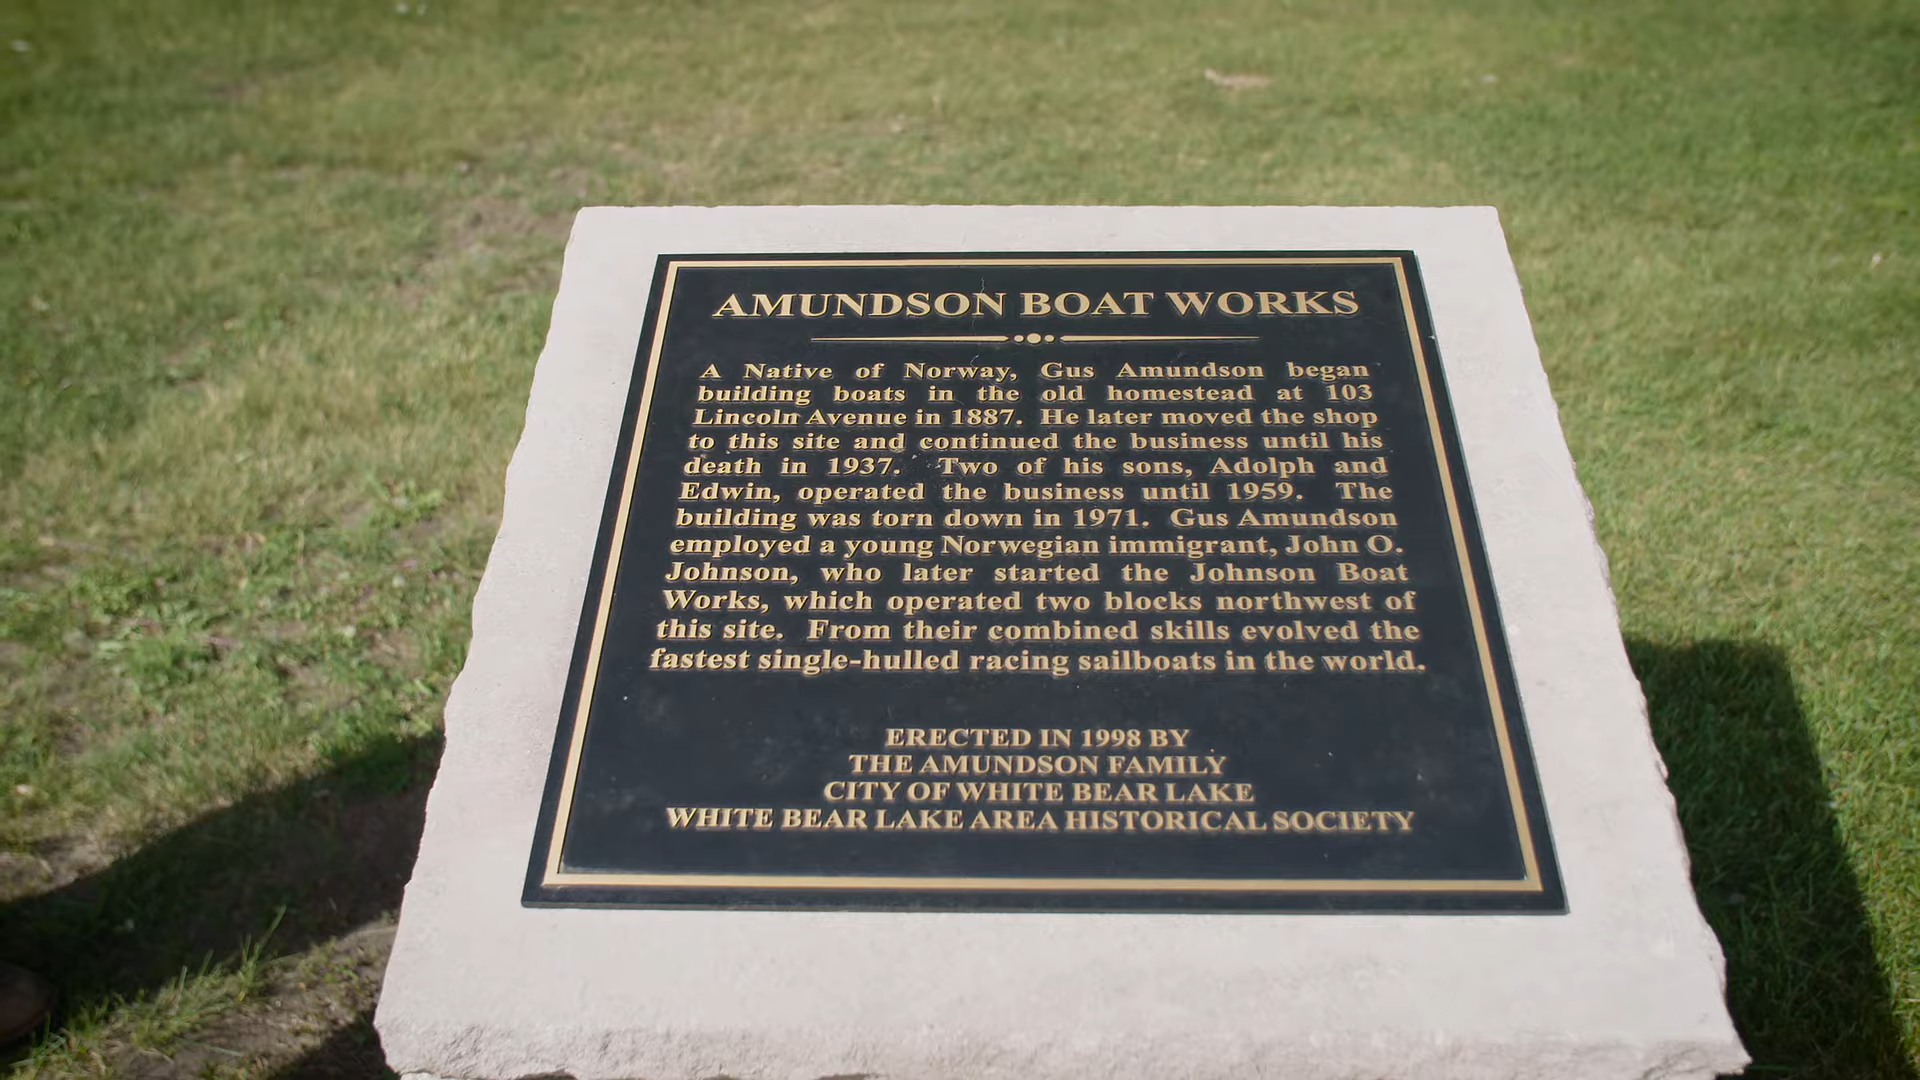 AMUNDSON BOAT WORKS
A Native of Norway, Gus Amundson began
building boats in the old homestead at 103
Lincoln Avenue in 1887. He later moved the shop
to this site and continued the business until his
death in 1937. Two of his sons, Adolph and
Edwin, operated the business until 1959. The
building was torn down in 1971. Gus Amundson
employed a young Norwegian immigrant, John O.
Johnson, who later started the Johnson Boat
Works, which operated two blocks northwest of
this site. From their combined skills evolved the
fastest single-hulled racing sailboats in the world.
ERECTED IN 1998 BY
THE AMUNDSON FAMILY
CITY OF WHITE BEAR LAKE
WHITE BEAR LAKE AREA HISTORICAL SOCIETY